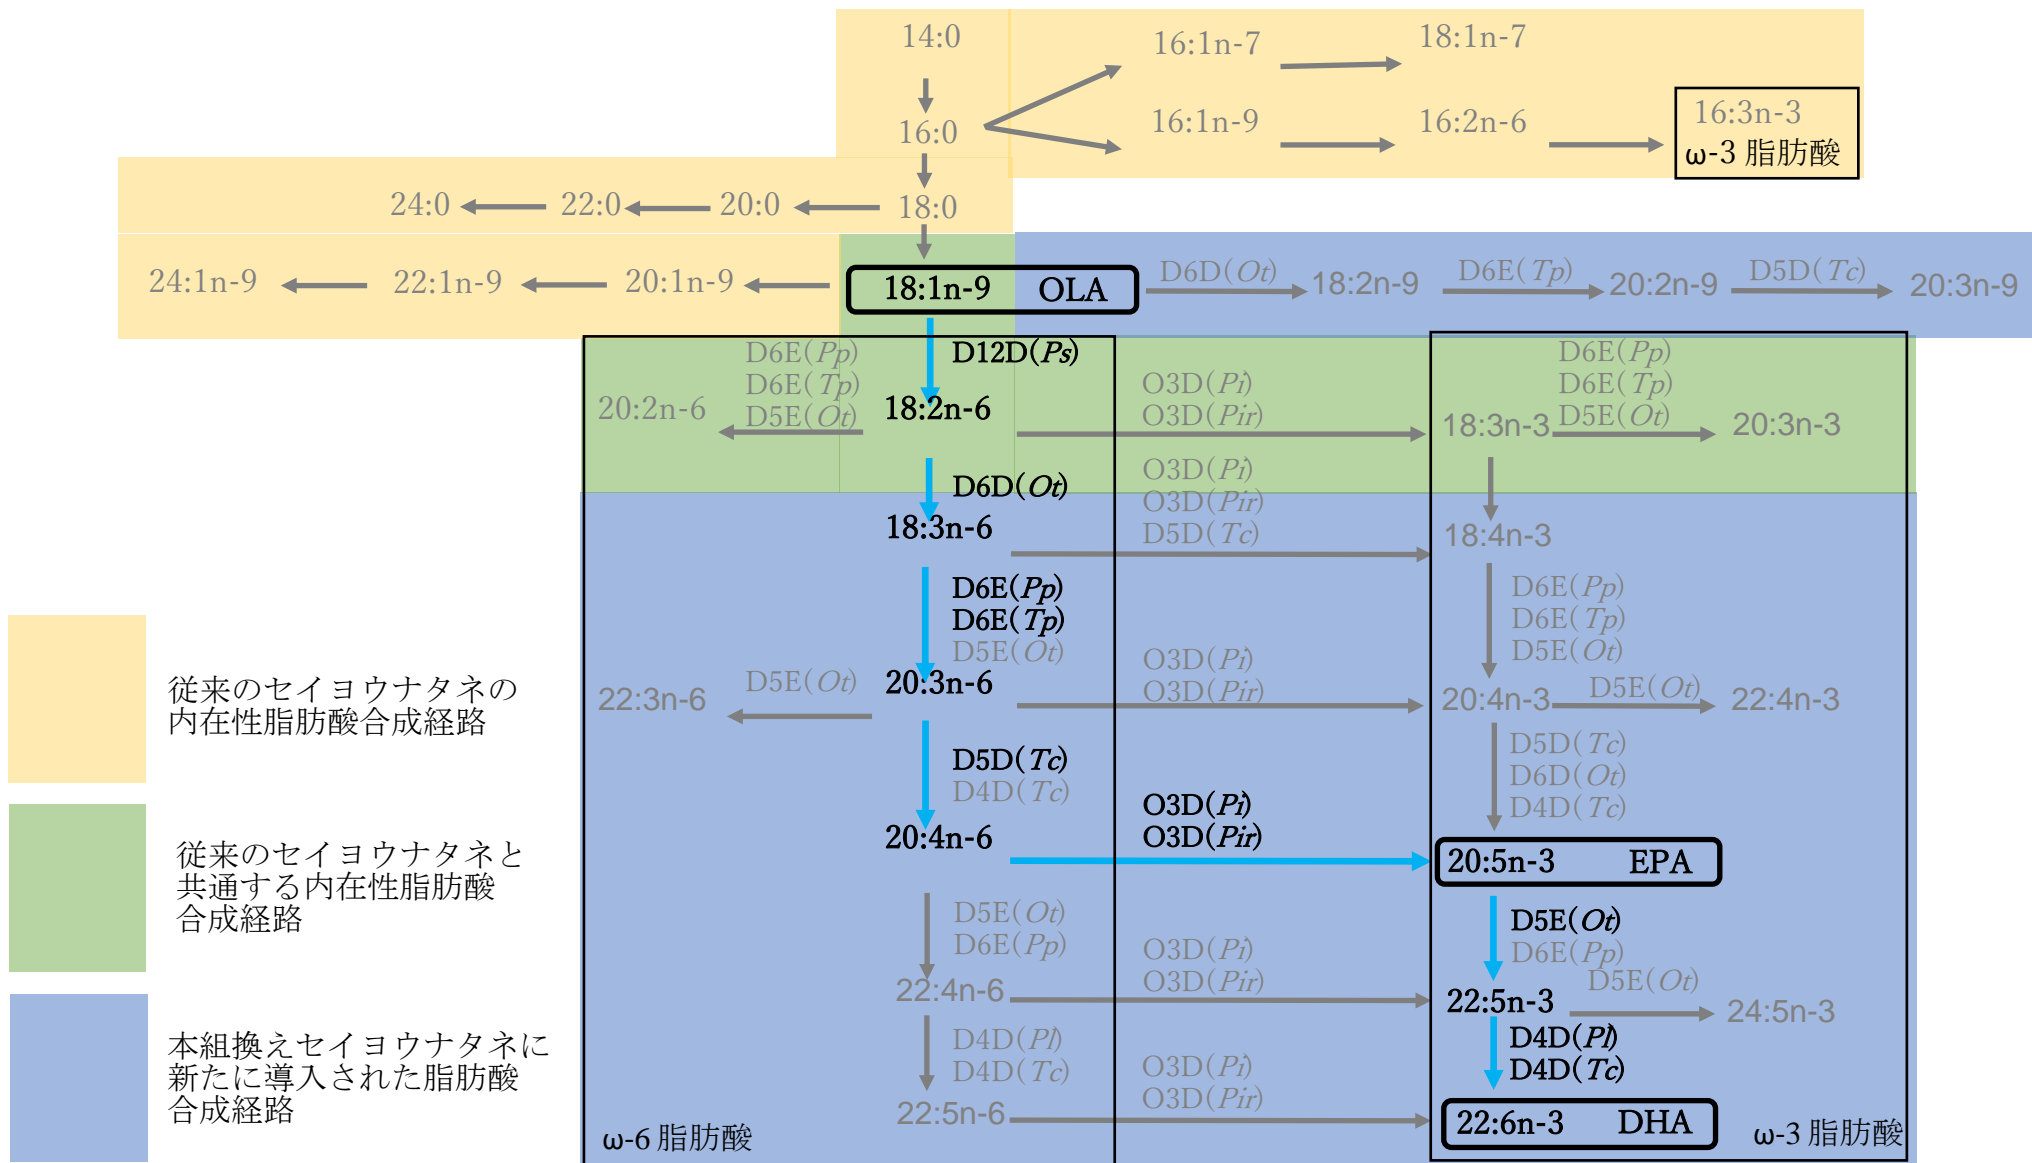 14:0
16:1n-7
18:1n-7
16:0
16:1n-9
16:2n-6
16:3n-3
ω-3 脂肪酸
24:0
22:0
20:0
18:0
24:1n-9
22:1n-9
20:1n-9
18:1n-9 OLA
D6D(Ot)
18:2n-9
D6E(Tp)
20:2n-9
D5D(Tc)
20:3n-9
D12D(Ps)
20:2n-6
D6E(Pp)
D6E(Tp)
D5E(Ot)
18:2n-6
O3D(Pi)
O3D(Pir)
18:3n-3
D6E(Pp)
D6E(Tp)
D5E(Ot)
20:3n-3
D6D(Ot)
18:3n-6
O3D(Pi)
O3D(Pir)
D5D(Tc)
18:4n-3
D6E(Pp)
D6E(Tp)
D5E(Ot)
D6E(Pp)
D6E(Tp)
D5E(Ot)
22:3n-6
D5E(Ot)
20:3n-6
O3D(Pi)
O3D(Pir)
20:4n-3
D5E(Ot)
22:4n-3
D5D(Tc)
D4D(Tc)
D5D(Tc)
D6D(Ot)
D4D(Tc)
20:4n-6
O3D(Pi)
O3D(Pir)
20:5n-3 EPA
D5E(Ot)
D6E(Pp)
D5E(Ot)
D6E(Pp)
22:4n-6
O3D(Pi)
O3D(Pir)
22:5n-3
D5E(Ot)
24:5n-3
D4D(Pl)
D4D(Tc)
D4D(Pl)
D4D(Tc)
22:5n-6
O3D(Pi)
O3D(Pir)
22:6n-3 DHA
ω-6 脂肪酸
ω-3 脂肪酸
従来のセイヨウナタネの
内在性脂肪酸合成経路
従来のセイヨウナタネと
共通する内在性脂肪酸
合成経路
本組換えセイヨウナタネに
新たに導入された脂肪酸
合成経路